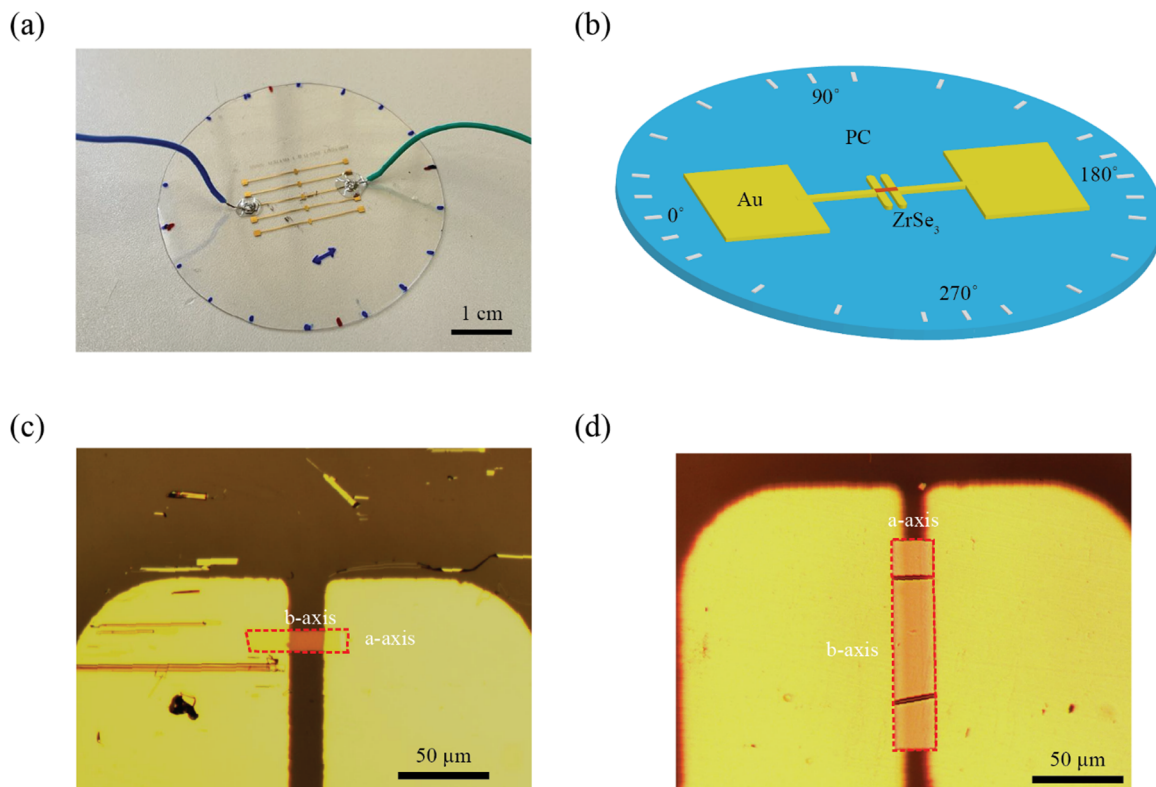 (a)
1 cm
(b)
90°
PC
180°
Au
0°
ZrSe₃
270°
(c)
b-axis
a-axis
50 µm
(d)
a-axis
b-axis
50 µm